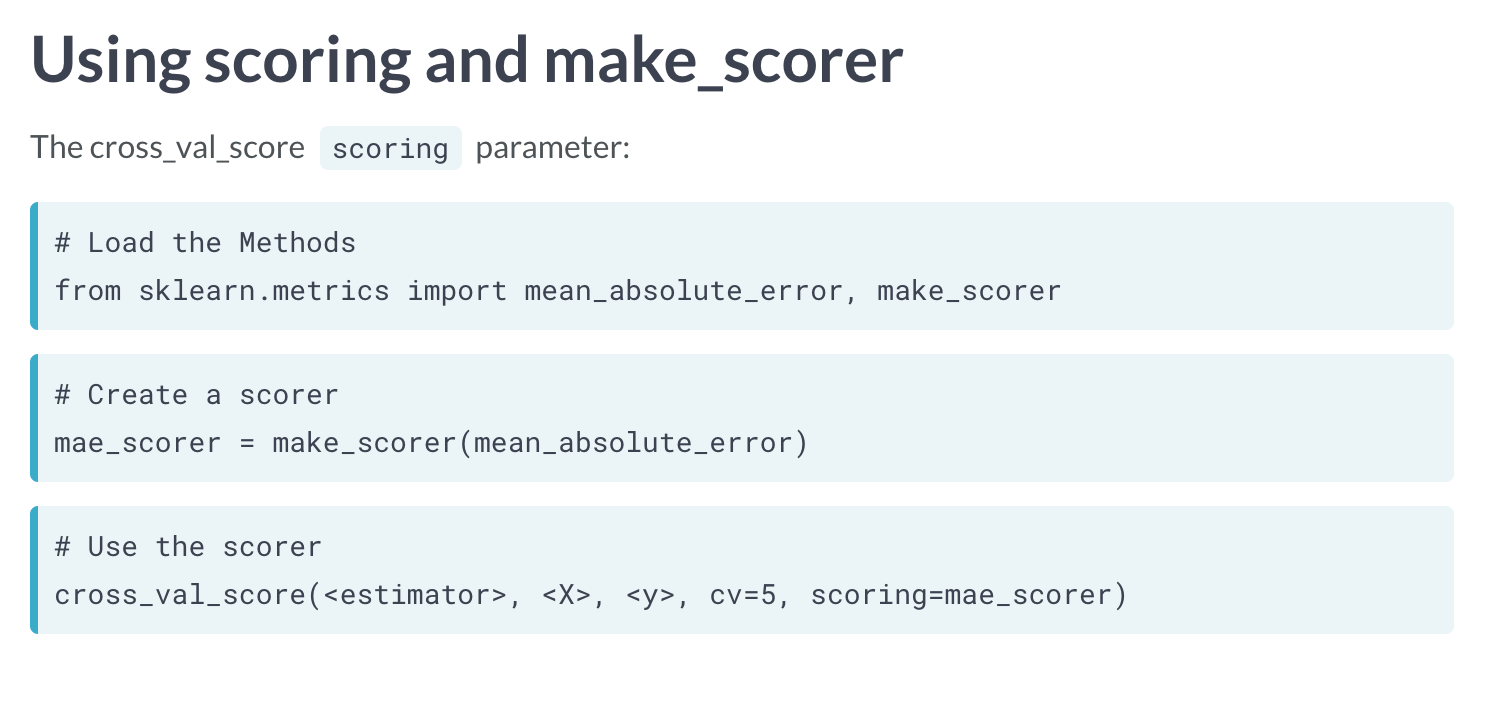 Using scoring and make_scorer
The cross_val_score scoring parameter:
# Load the Methods
from sklearn.metrics import mean_absolute_error, make_scorer
# Create a scorer
mae_scorer = make_scorer(mean_absolute_error)
# Use the scorer
cross_val_score(<estimator>, <X>, <y>, cv=5, scoring=mae_scorer)